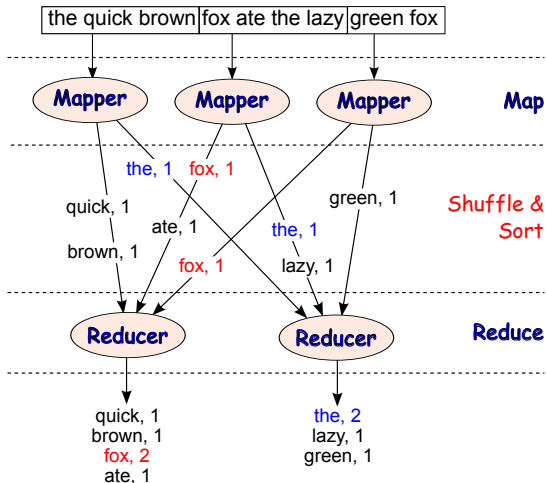 the quick brown fox ate the lazy green fox
Mapper Mapper Mapper Map
the, 1 fox, 1
green, 1
quick, 1
Shuffle &
Sort
ate, 1 the, 1
brown, 1
fox, 1 lazy, 1
Reducer Reducer Reduce
quick, 1 the, 2
brown, 1 lazy, 1
fox, 2 green, 1
ate, 1